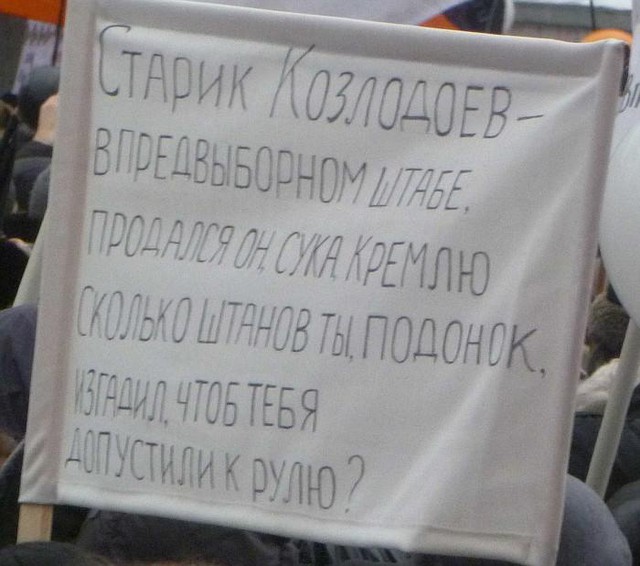 Старик Козлодоев –
в предвыборном штабе,
продался он, сука, Кремлю
Сколько штанов ты, подонок,
изгадил, чтоб тебя
допустили к рулю?